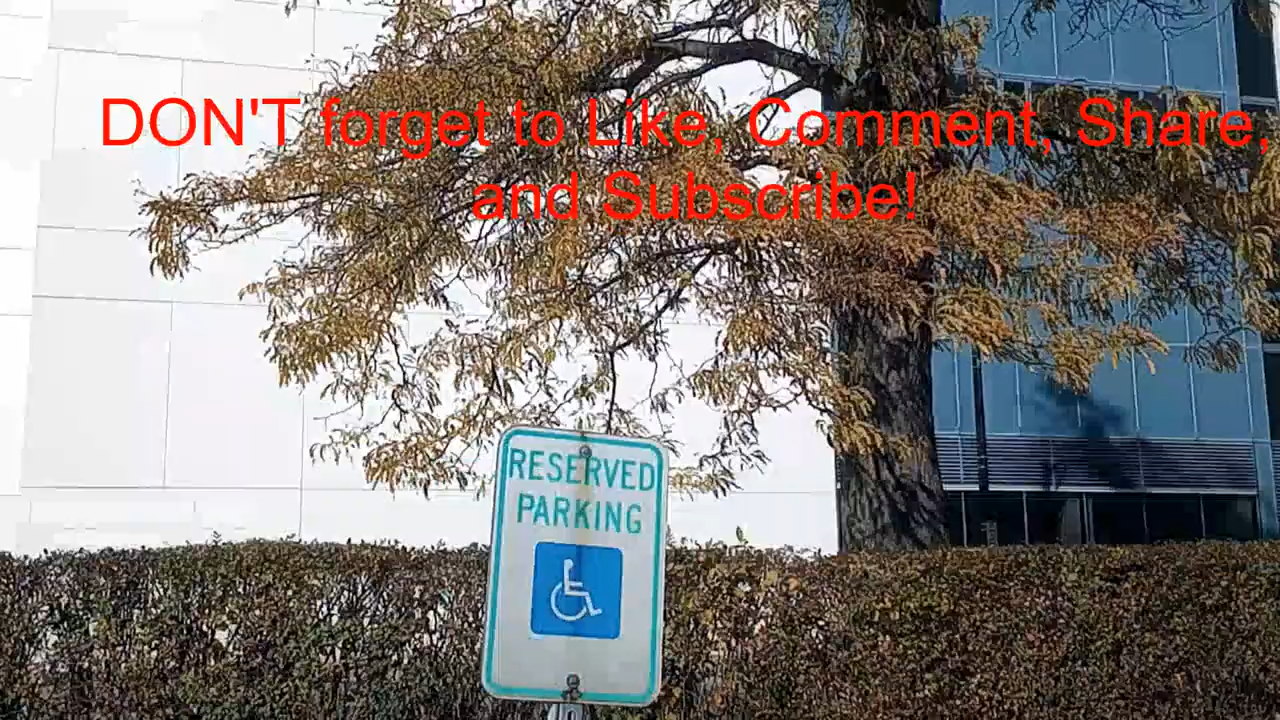 DON'T forget to Like, Comment, Share,
and Subscribe!
RESERVED
PARKING